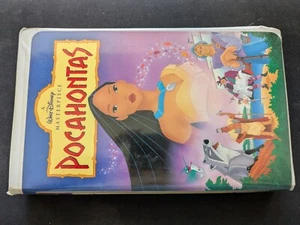 A
Walt Disney
MASTERPIECE
POCAHONTAS